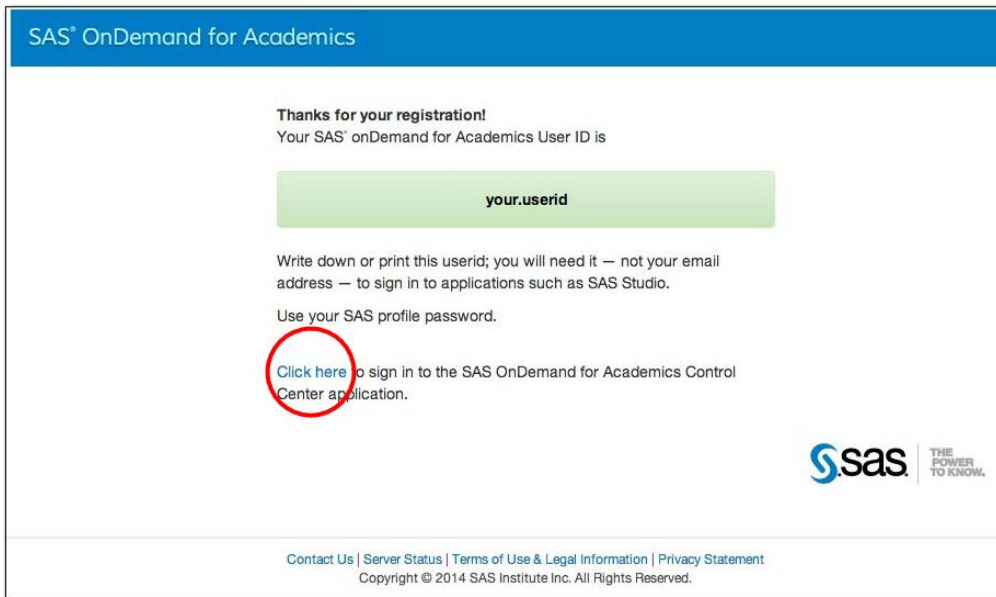 SAS® OnDemand for Academics
Thanks for your registration!
Your SAS® onDemand for Academics User ID is
your.userid
Write down or print this userid; you will need it — not your email
address — to sign in to applications such as SAS Studio.
Use your SAS profile password.
Click here to sign in to the SAS OnDemand for Academics Control
Center application.
sas
THE
POWER
TO KNOW.
Contact Us | Server Status | Terms of Use & Legal Information | Privacy Statement
Copyright © 2014 SAS Institute Inc. All Rights Reserved.